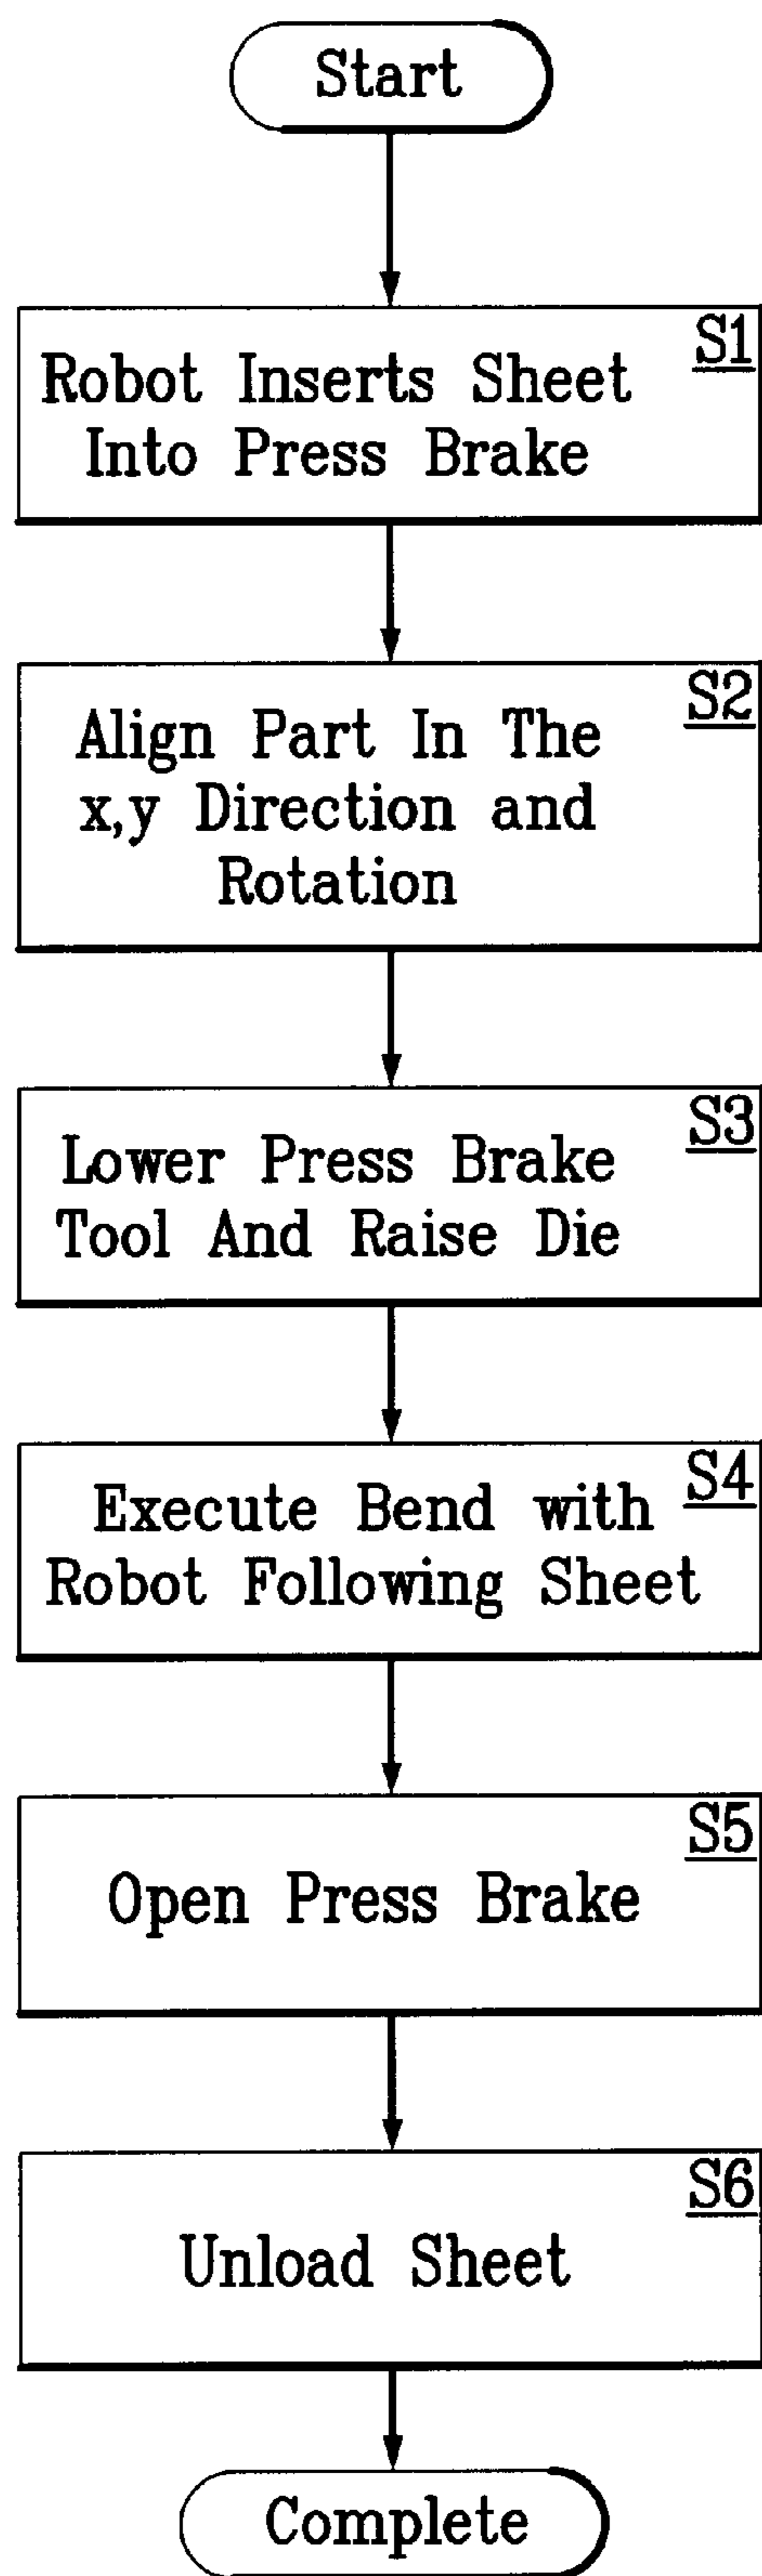 Start
S1
Robot Inserts Sheet
Into Press Brake
S2
Align Part In The
x,y Direction and
Rotation
S3
Lower Press Brake
Tool And Raise Die
S4
Execute Bend with
Robot Following Sheet
S5
Open Press Brake
S6
Unload Sheet
Complete